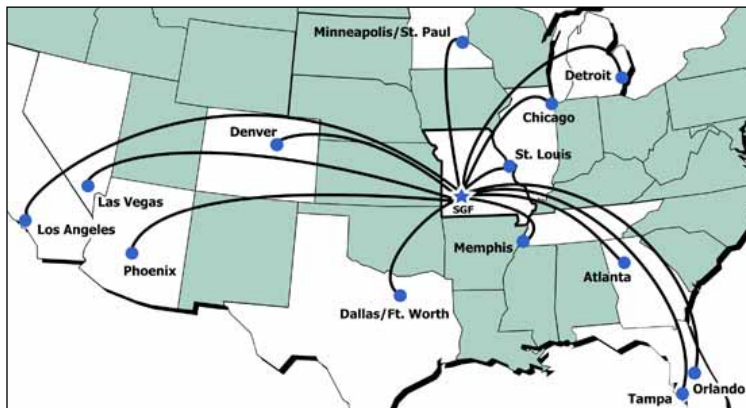 Minneapolis/St. Paul
Detroit
Chicago
Denver
St. Louis
Las Vegas
SGF
Los Angeles
Memphis
Phoenix
Atlanta
Dallas/Ft. Worth
Orlando
Tampa